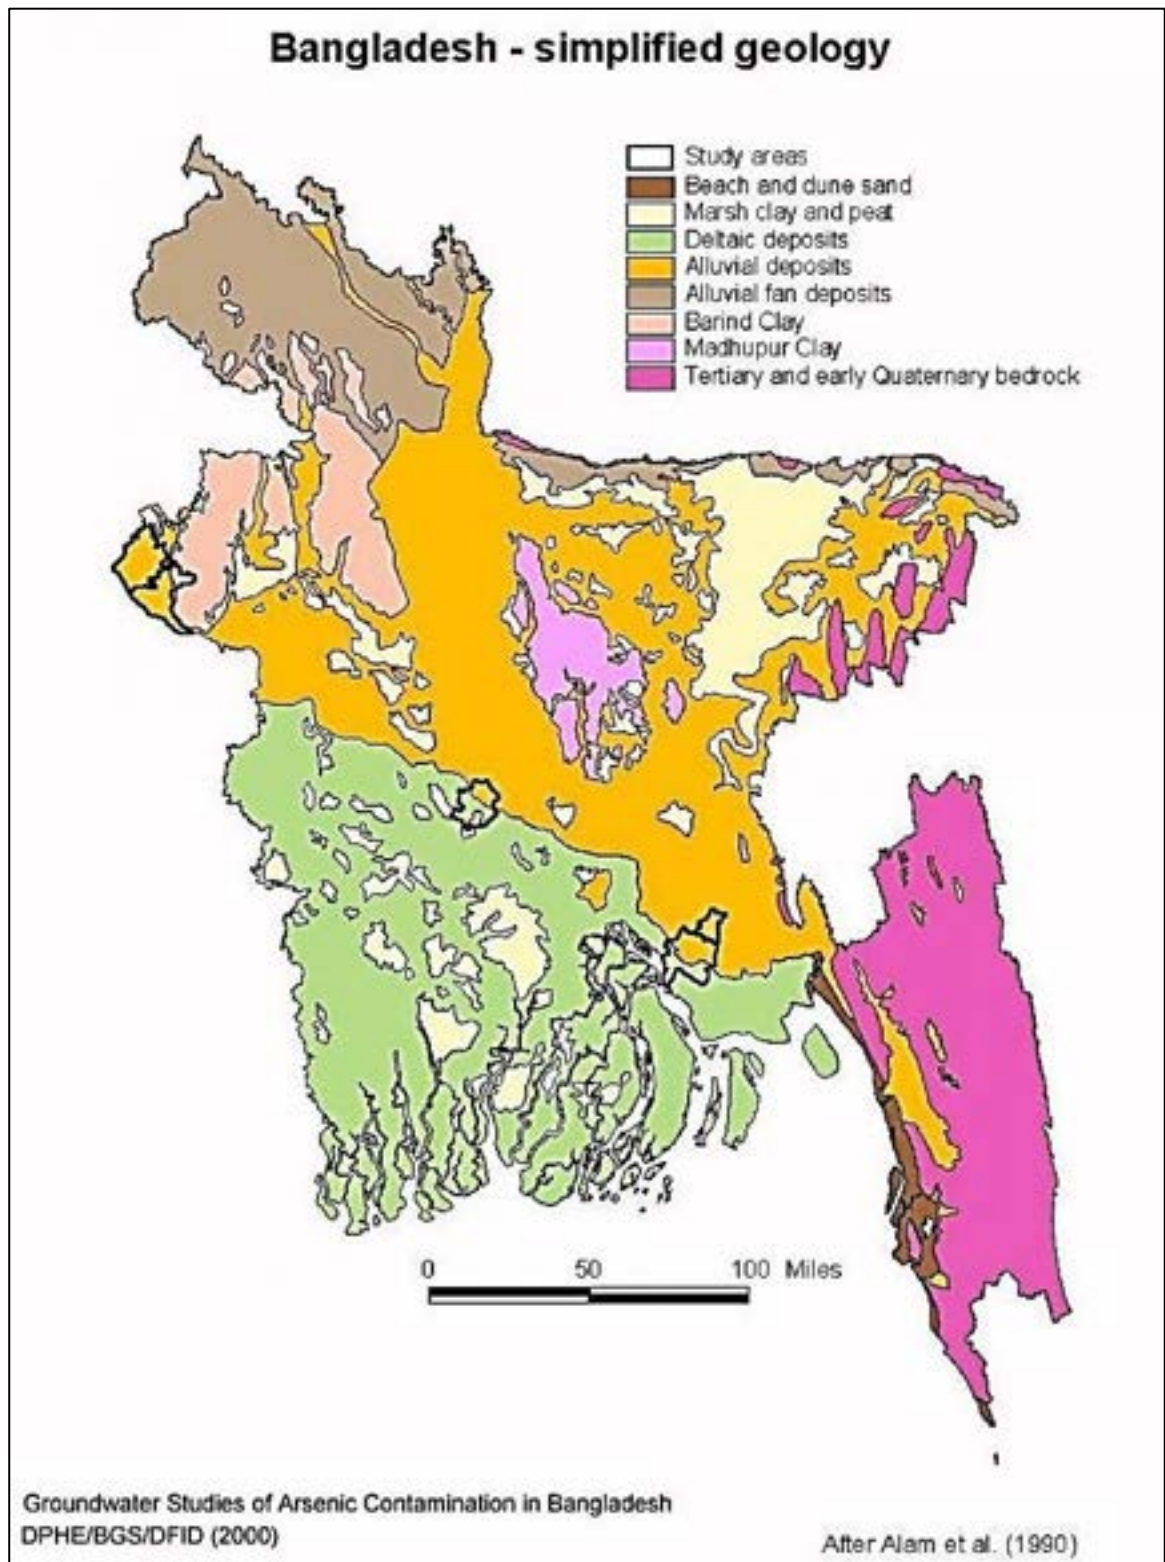 Bangladesh - simplified geology
Study areas
Beach and dune sand
Marsh clay and peat
Deltaic deposits
Alluvial deposits
Alluvial fan deposits
Barind Clay
Madhupur Clay
Tertiary and early Quaternary bedrock
0 50 100 Miles
Groundwater Studies of Arsenic Contamination in Bangladesh
DPHE/BGS/DFID (2000)
After Alam et al. (1990)